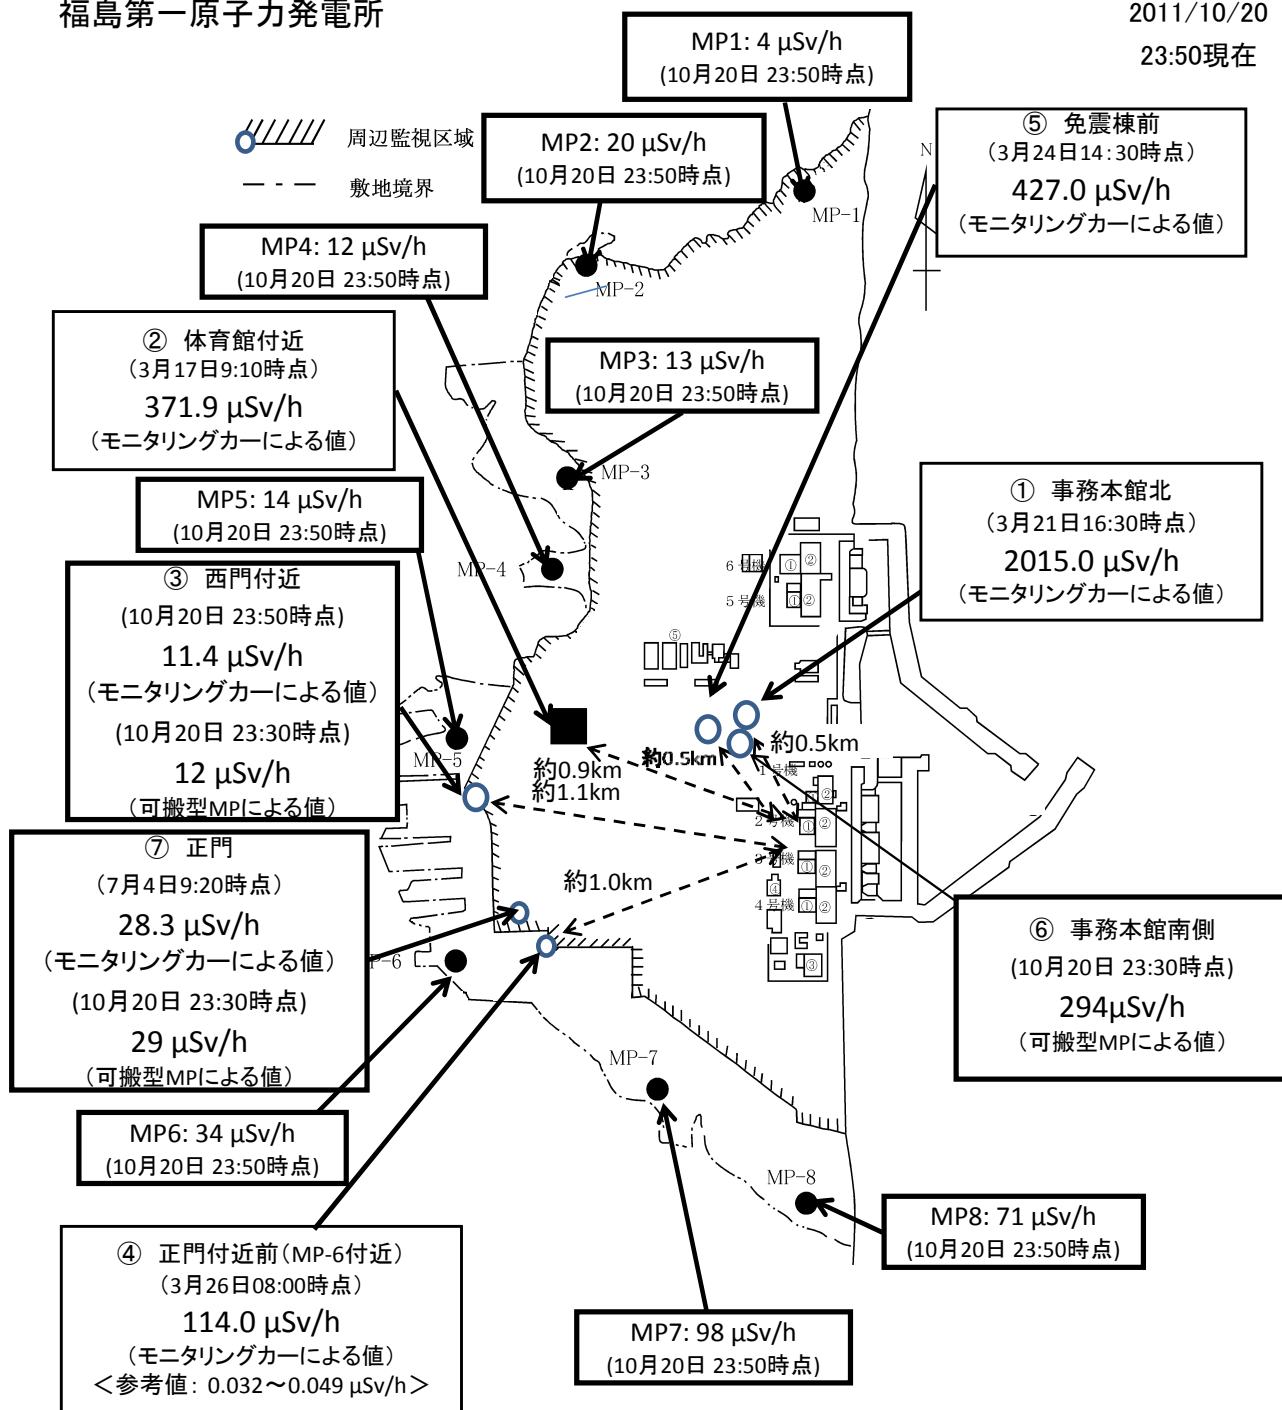 福島第一原子力発電所
2011/10/20
23:50現在
MP1: 4 μSv/h
(10月20日 23:50時点)
周辺監視区域
敷地境界
MP2: 20 μSv/h
(10月20日 23:50時点)
⑤ 免震棟前
(3月24日14:30時点)
427.0 μSv/h
(モニタリングカーによる値)
N
MP-1
MP4: 12 μSv/h
(10月20日 23:50時点)
MP-2
② 体育館付近
(3月17日9:10時点)
371.9 μSv/h
(モニタリングカーによる値)
MP3: 13 μSv/h
(10月20日 23:50時点)
MP-3
MP5: 14 μSv/h
(10月20日 23:50時点)
① 事務本館北
(3月21日16:30時点)
2015.0 μSv/h
(モニタリングカーによる値)
MP-4
6号機
①
②
5号機
①
②
③ 西門付近
(10月20日 23:50時点)
11.4 μSv/h
(モニタリングカーによる値)
(10月20日 23:30時点)
12 μSv/h
(可搬型MPによる値)
⑤
MP-5
約0.9km
約1.1km
約0.5km
約0.5km
1号機
②
2号機
①
②
3号機
①
②
④
4号機
①
②
③
約1.0km
⑦ 正門
(7月4日9:20時点)
28.3 μSv/h
(モニタリングカーによる値)
(10月20日 23:30時点)
29 μSv/h
(可搬型MPによる値)
P-6
⑥ 事務本館南側
(10月20日 23:30時点)
294μSv/h
(可搬型MPによる値)
MP-7
MP6: 34 μSv/h
(10月20日 23:50時点)
MP-8
MP8: 71 μSv/h
(10月20日 23:50時点)
④ 正門付近前(MP-6付近)
(3月26日08:00時点)
114.0 μSv/h
(モニタリングカーによる値)
<参考値: 0.032~0.049 μSv/h>
MP7: 98 μSv/h
(10月20日 23:50時点)